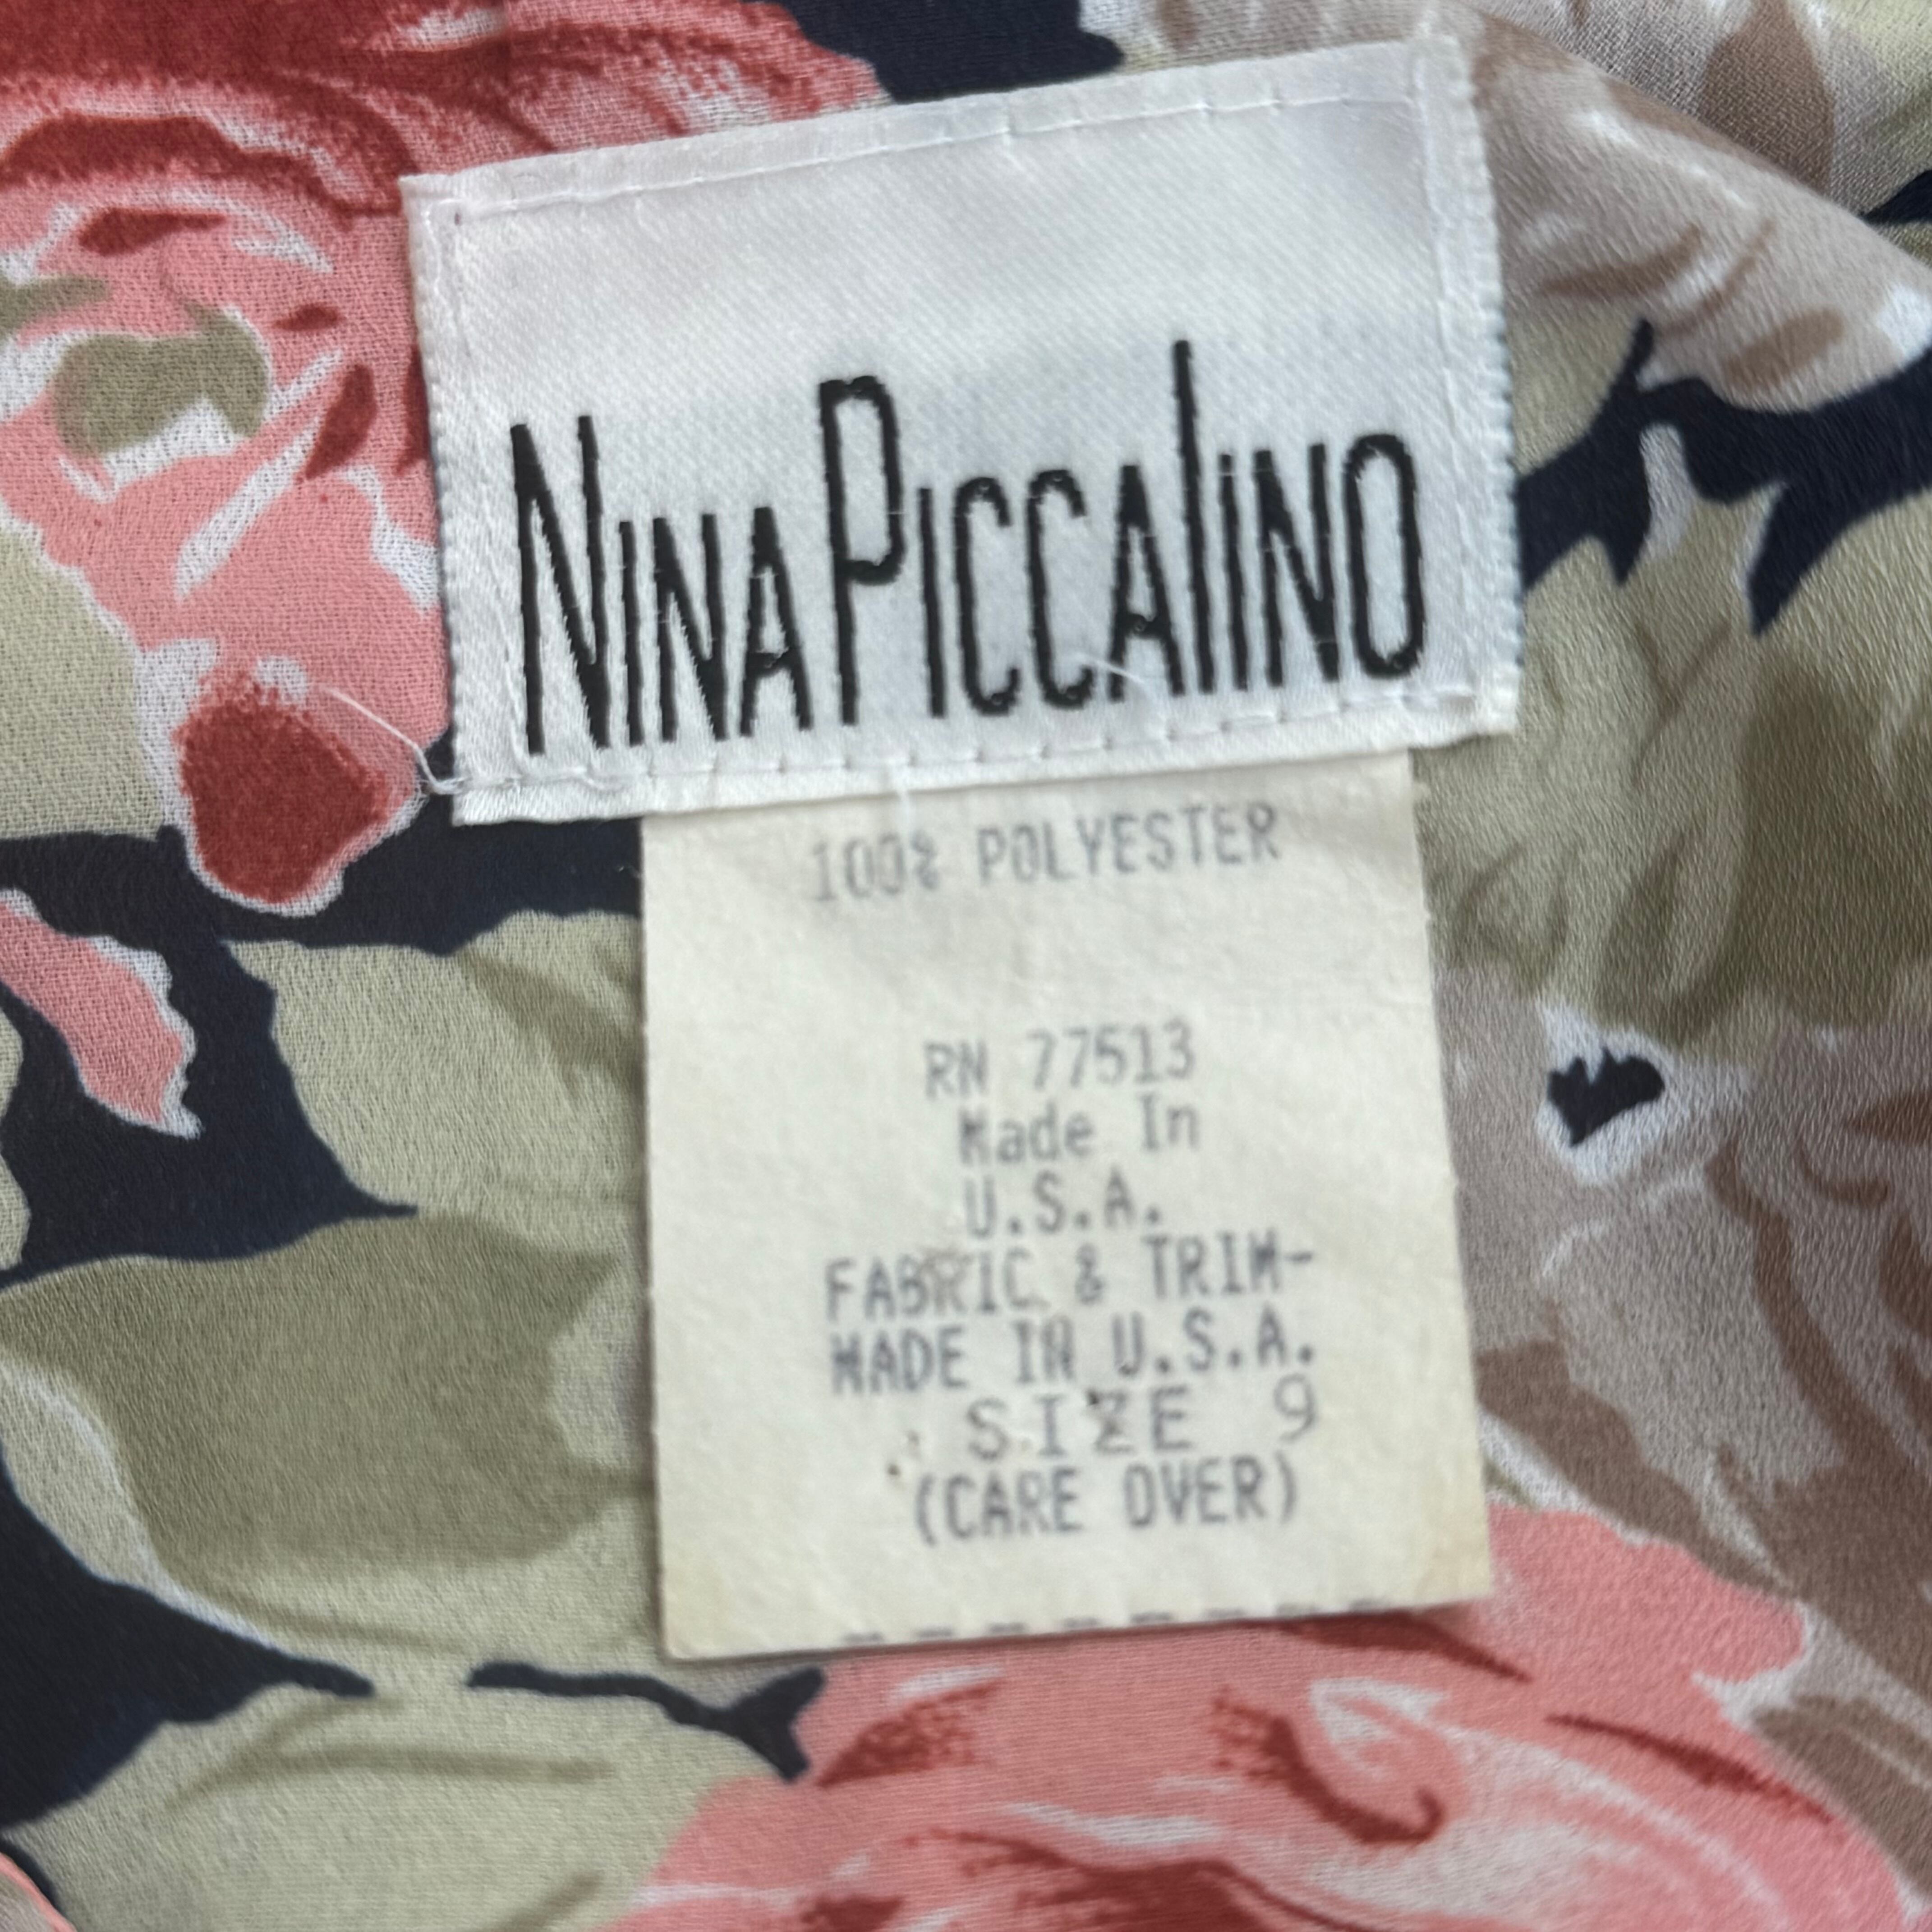 NINA PICCALINO
100% POLYESTER
RN 77513
Made In
U.S.A.
FABRIC & TRIM-
MADE IN U.S.A.
SIZE 9
(CARE OVER)